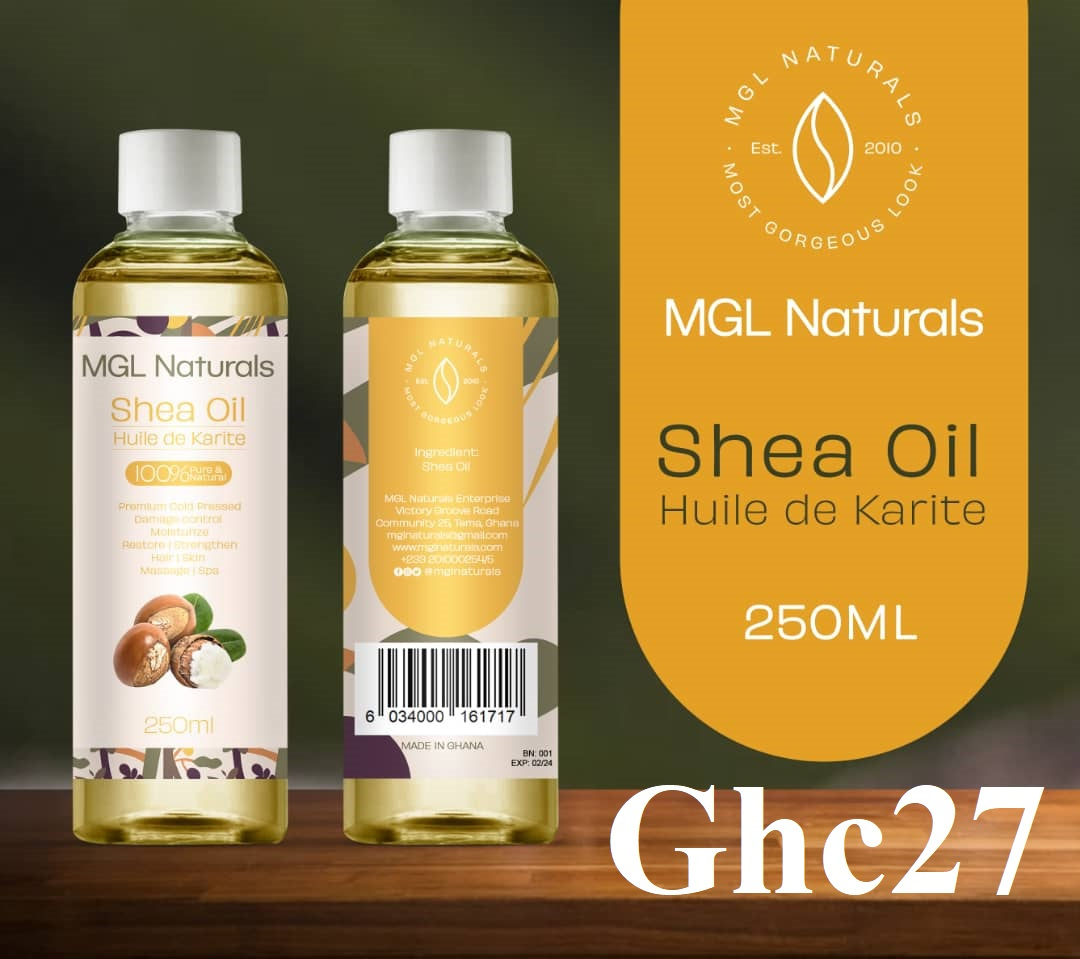 MGL Naturals
Shea Oil
Huile de Karite
100% Pure & Natural
Premium Cold Pressed
Damage control
Moisturize
Restore | Strengthen
Hair | Skin
Massage | Spa
250ml
MGL NATURALS
Est. 2010
MOST GORGEOUS LOOK
Ingredient:
Shea Oil
MGL Naturals Enterprise
Victory Groove Road
Community 25, Tema, Ghana
mglnaturals@gmail.com
www.mglnaturals.com
@mglnaturals
6 034000 161717
MADE IN GHANA
BN: 001
EXP: 02/24
MGL NATURALS
Est. 2010
MOST GORGEOUS LOOK
MGL Naturals
Shea Oil
Huile de Karite
250ML
Ghc27